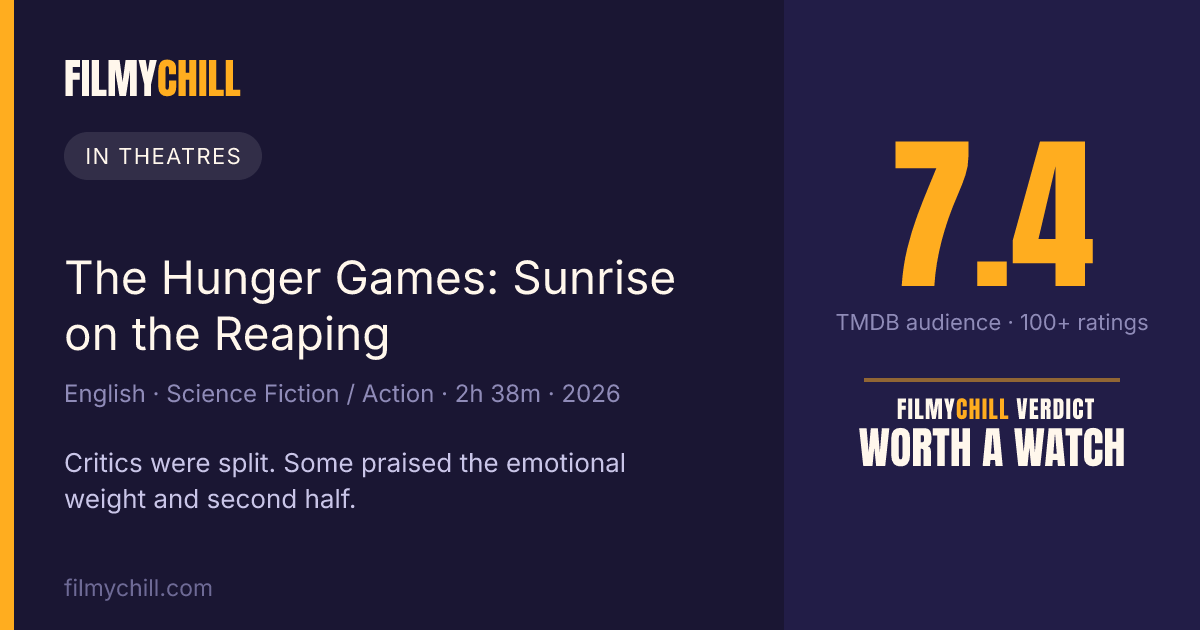 FILMYCHILL
IN THEATRES
The Hunger Games: Sunrise
on the Reaping
English · Science Fiction / Action · 2h 38m · 2026
Critics were split. Some praised the emotional
weight and second half.
filmychill.com
7.4
TMDB audience · 100+ ratings
FILMYCHILL VERDICT
WORTH A WATCH